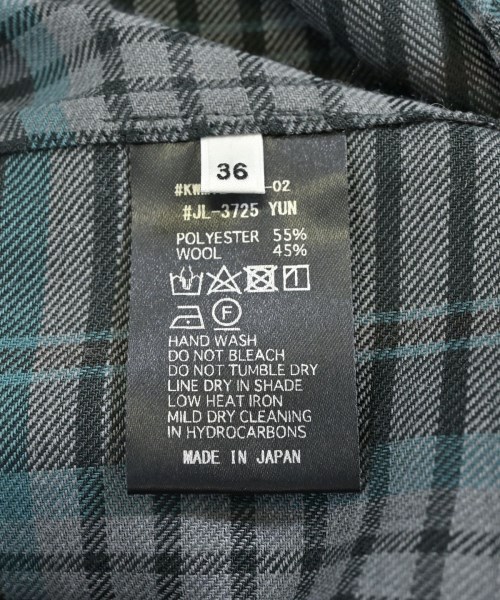 36
#JL-3725 YUN
POLYESTER 55%
WOOL 45%
F
HAND WASH
DO NOT BLEACH
DO NOT TUMBLE DRY
LINE DRY IN SHADE
LOW HEAT IRON
MILD DRY CLEANING
IN HYDROCARBONS
MADE IN JAPAN